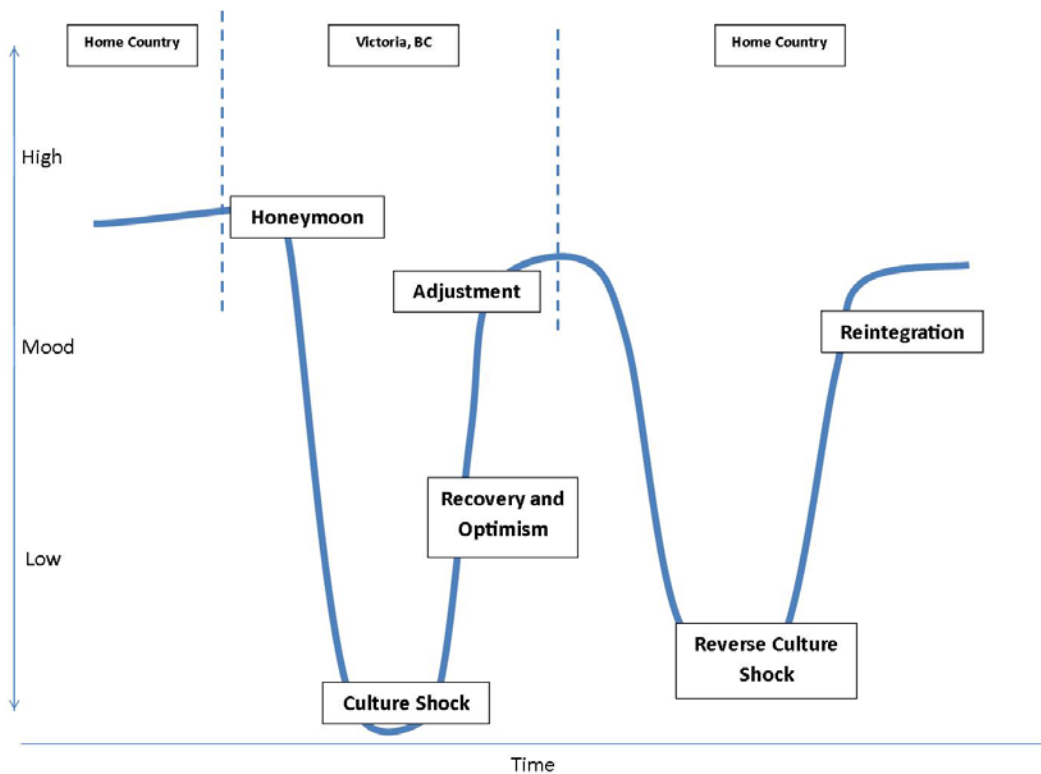 Home Country
Victoria, BC
Home Country
High
Honeymoon
Adjustment
Reintegration
Mood
Recovery and
Optimism
Low
Reverse Culture
Shock
Culture Shock
Time